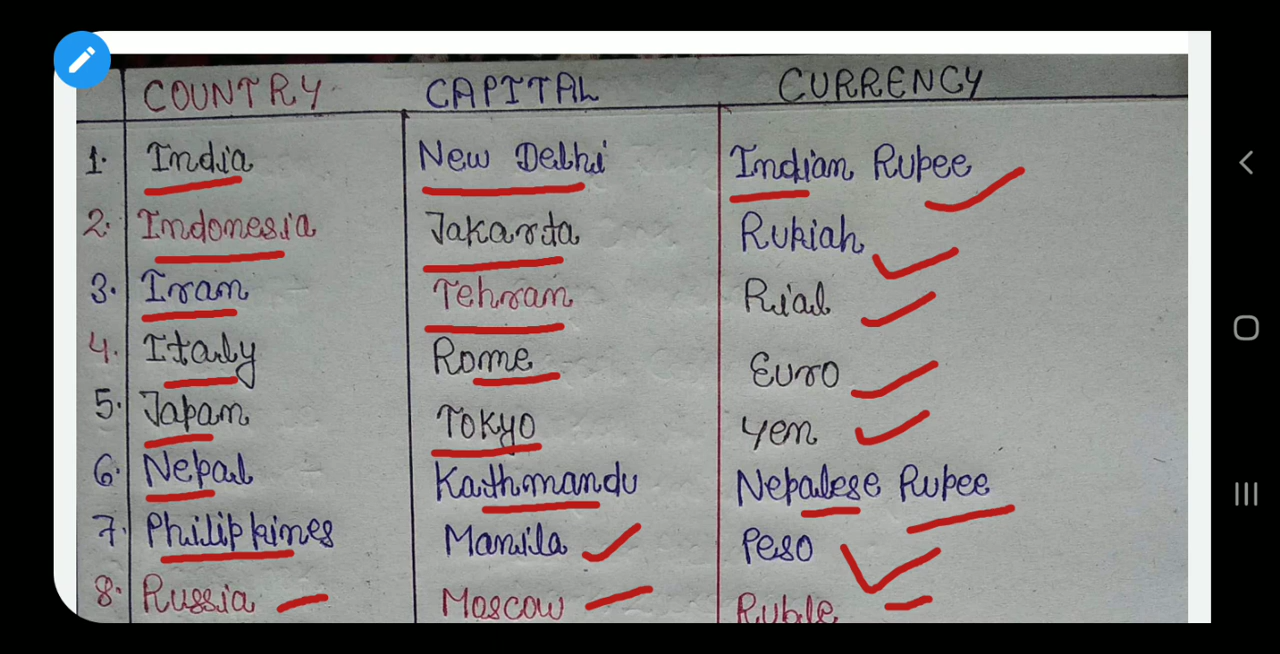 COUNTRY CAPITAL CURRENCY
1. India New Delhi Indian Rupee
2. Indonesia Jakarta Rupiah
3. Iran Tehran Rial
4. Italy Rome Euro
5. Japan Tokyo Yen
6. Nepal Kathmandu Nepalese Rupee
7. Philippines Manila Peso
8. Russia Moscow Ruble